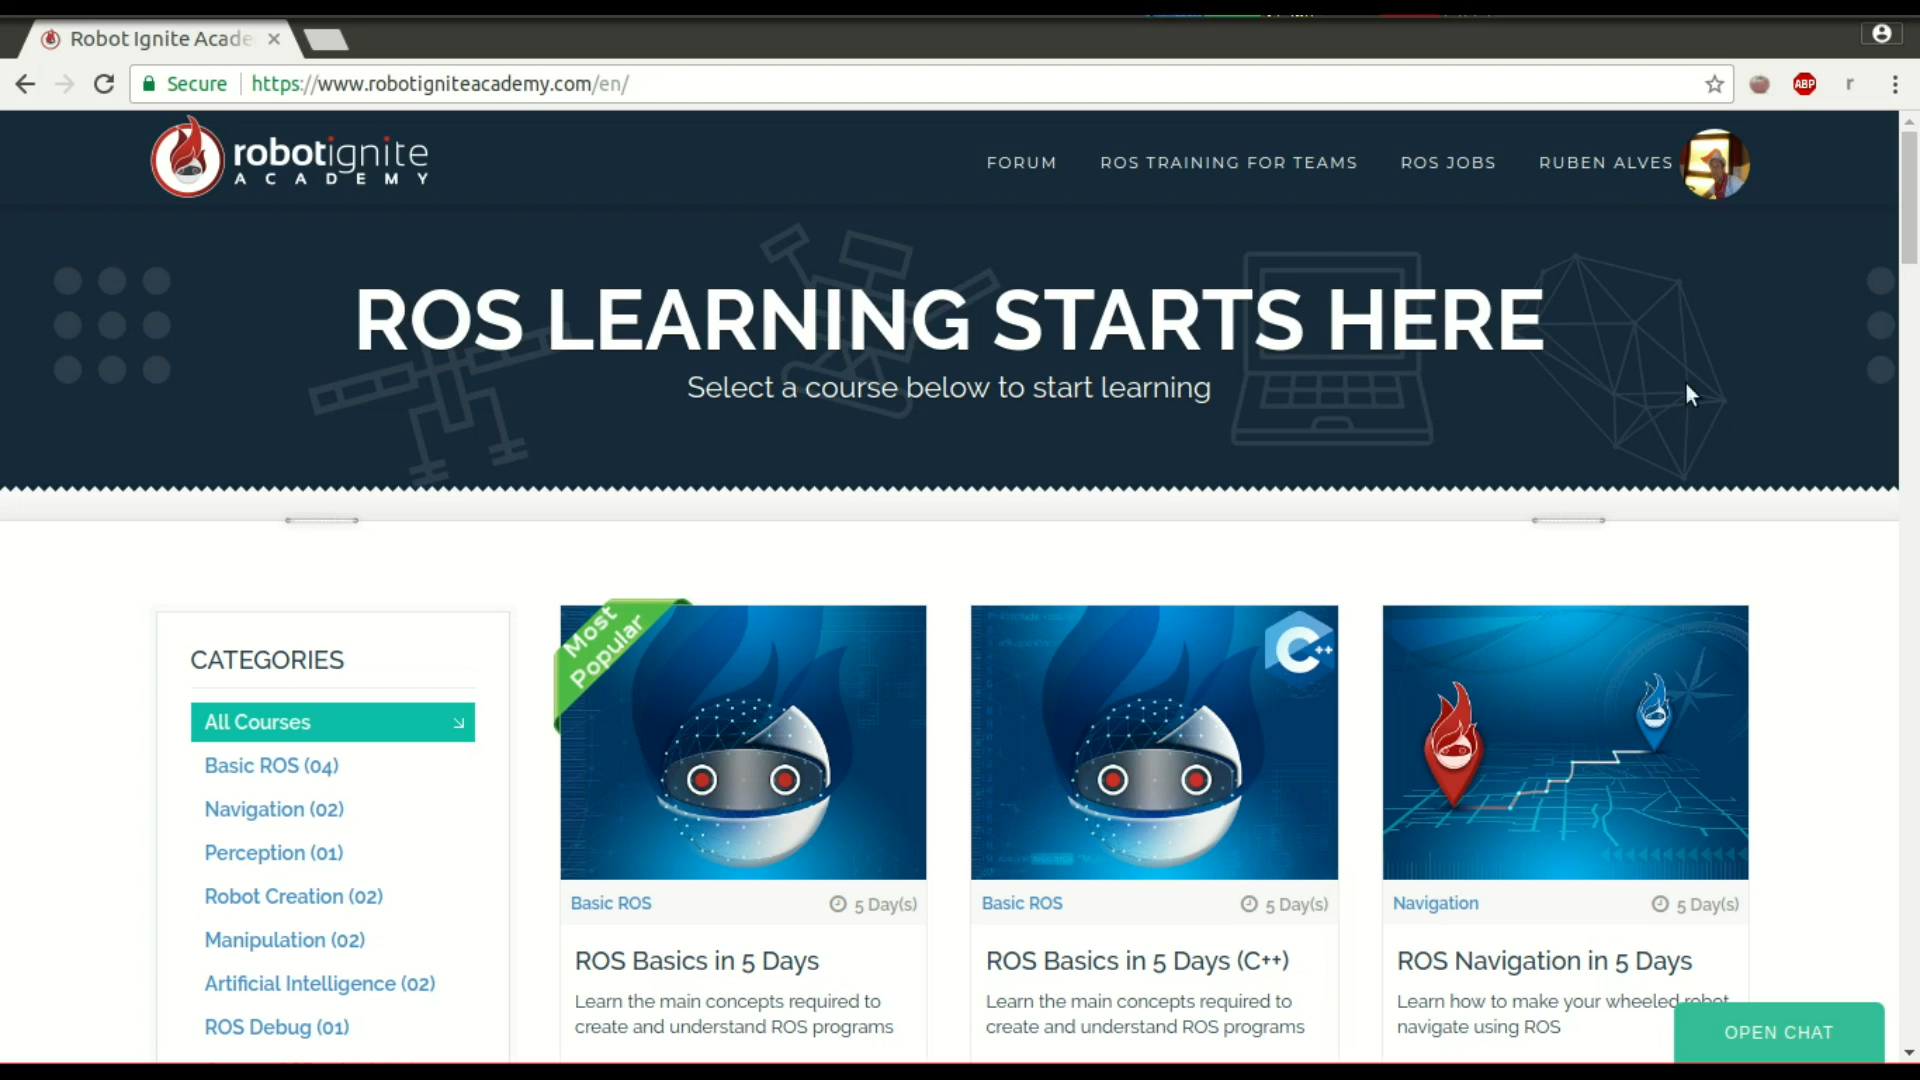 Robot Ignite Acade
Secure
https://www.robotigniteacademy.com/en/
ABP
r
robotignite
ACADEMY
FORUM
ROS TRAINING FOR TEAMS
ROS JOBS
RUBEN ALVES
ROS LEARNING STARTS HERE
Select a course below to start learning
CATEGORIES
All Courses
Basic ROS (04)
Navigation (02)
Perception (01)
Robot Creation (02)
Manipulation (02)
Artificial Intelligence (02)
ROS Debug (01)
Most
Popular
Basic ROS
5 Day(s)
ROS Basics in 5 Days
Learn the main concepts required to
create and understand ROS programs
C++
Basic ROS
5 Day(s)
ROS Basics in 5 Days (C++)
Learn the main concepts required to
create and understand ROS programs
Navigation
5 Day(s)
ROS Navigation in 5 Days
Learn how to make your wheeled robot
navigate using ROS
OPEN CHAT